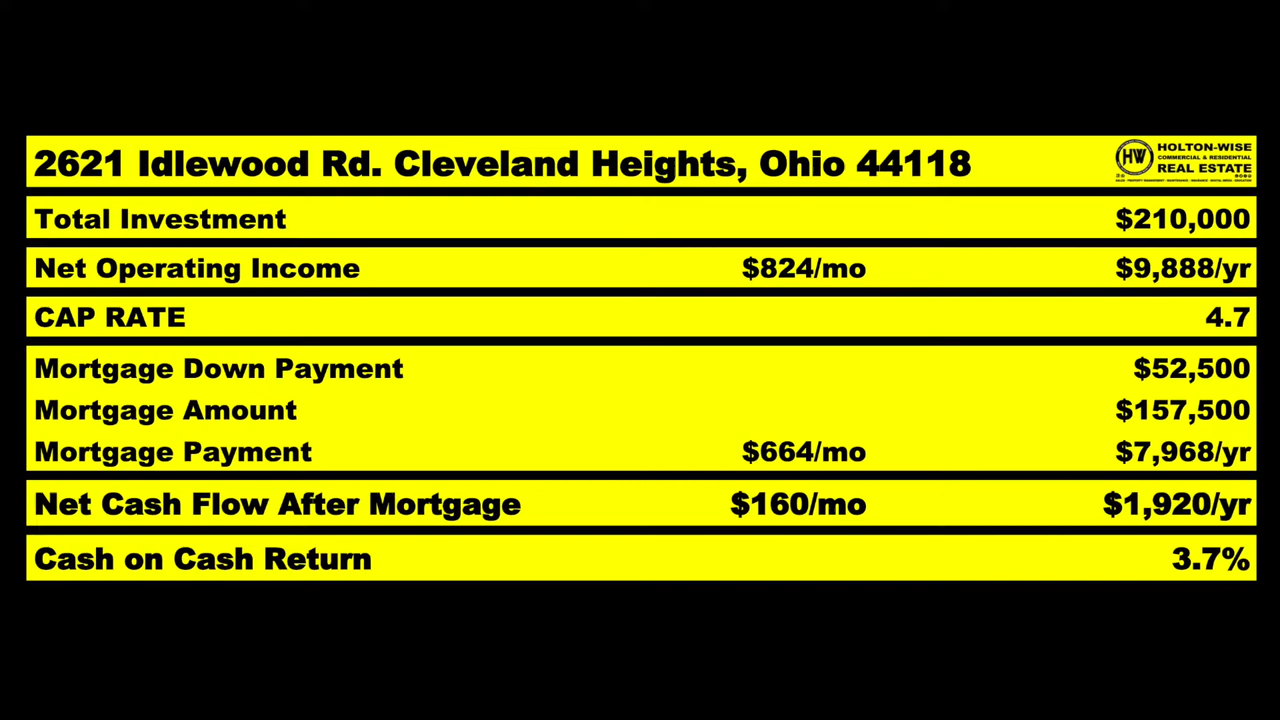 2621 Idlewood Rd. Cleveland Heights, Ohio 44118
HW
HOLTON-WISE
COMMERCIAL & RESIDENTIAL
REAL ESTATE
Total Investment $210,000
Net Operating Income $824/mo $9,888/yr
CAP RATE 4.7
Mortgage Down Payment $52,500
Mortgage Amount $157,500
Mortgage Payment $664/mo $7,968/yr
Net Cash Flow After Mortgage $160/mo $1,920/yr
Cash on Cash Return 3.7%